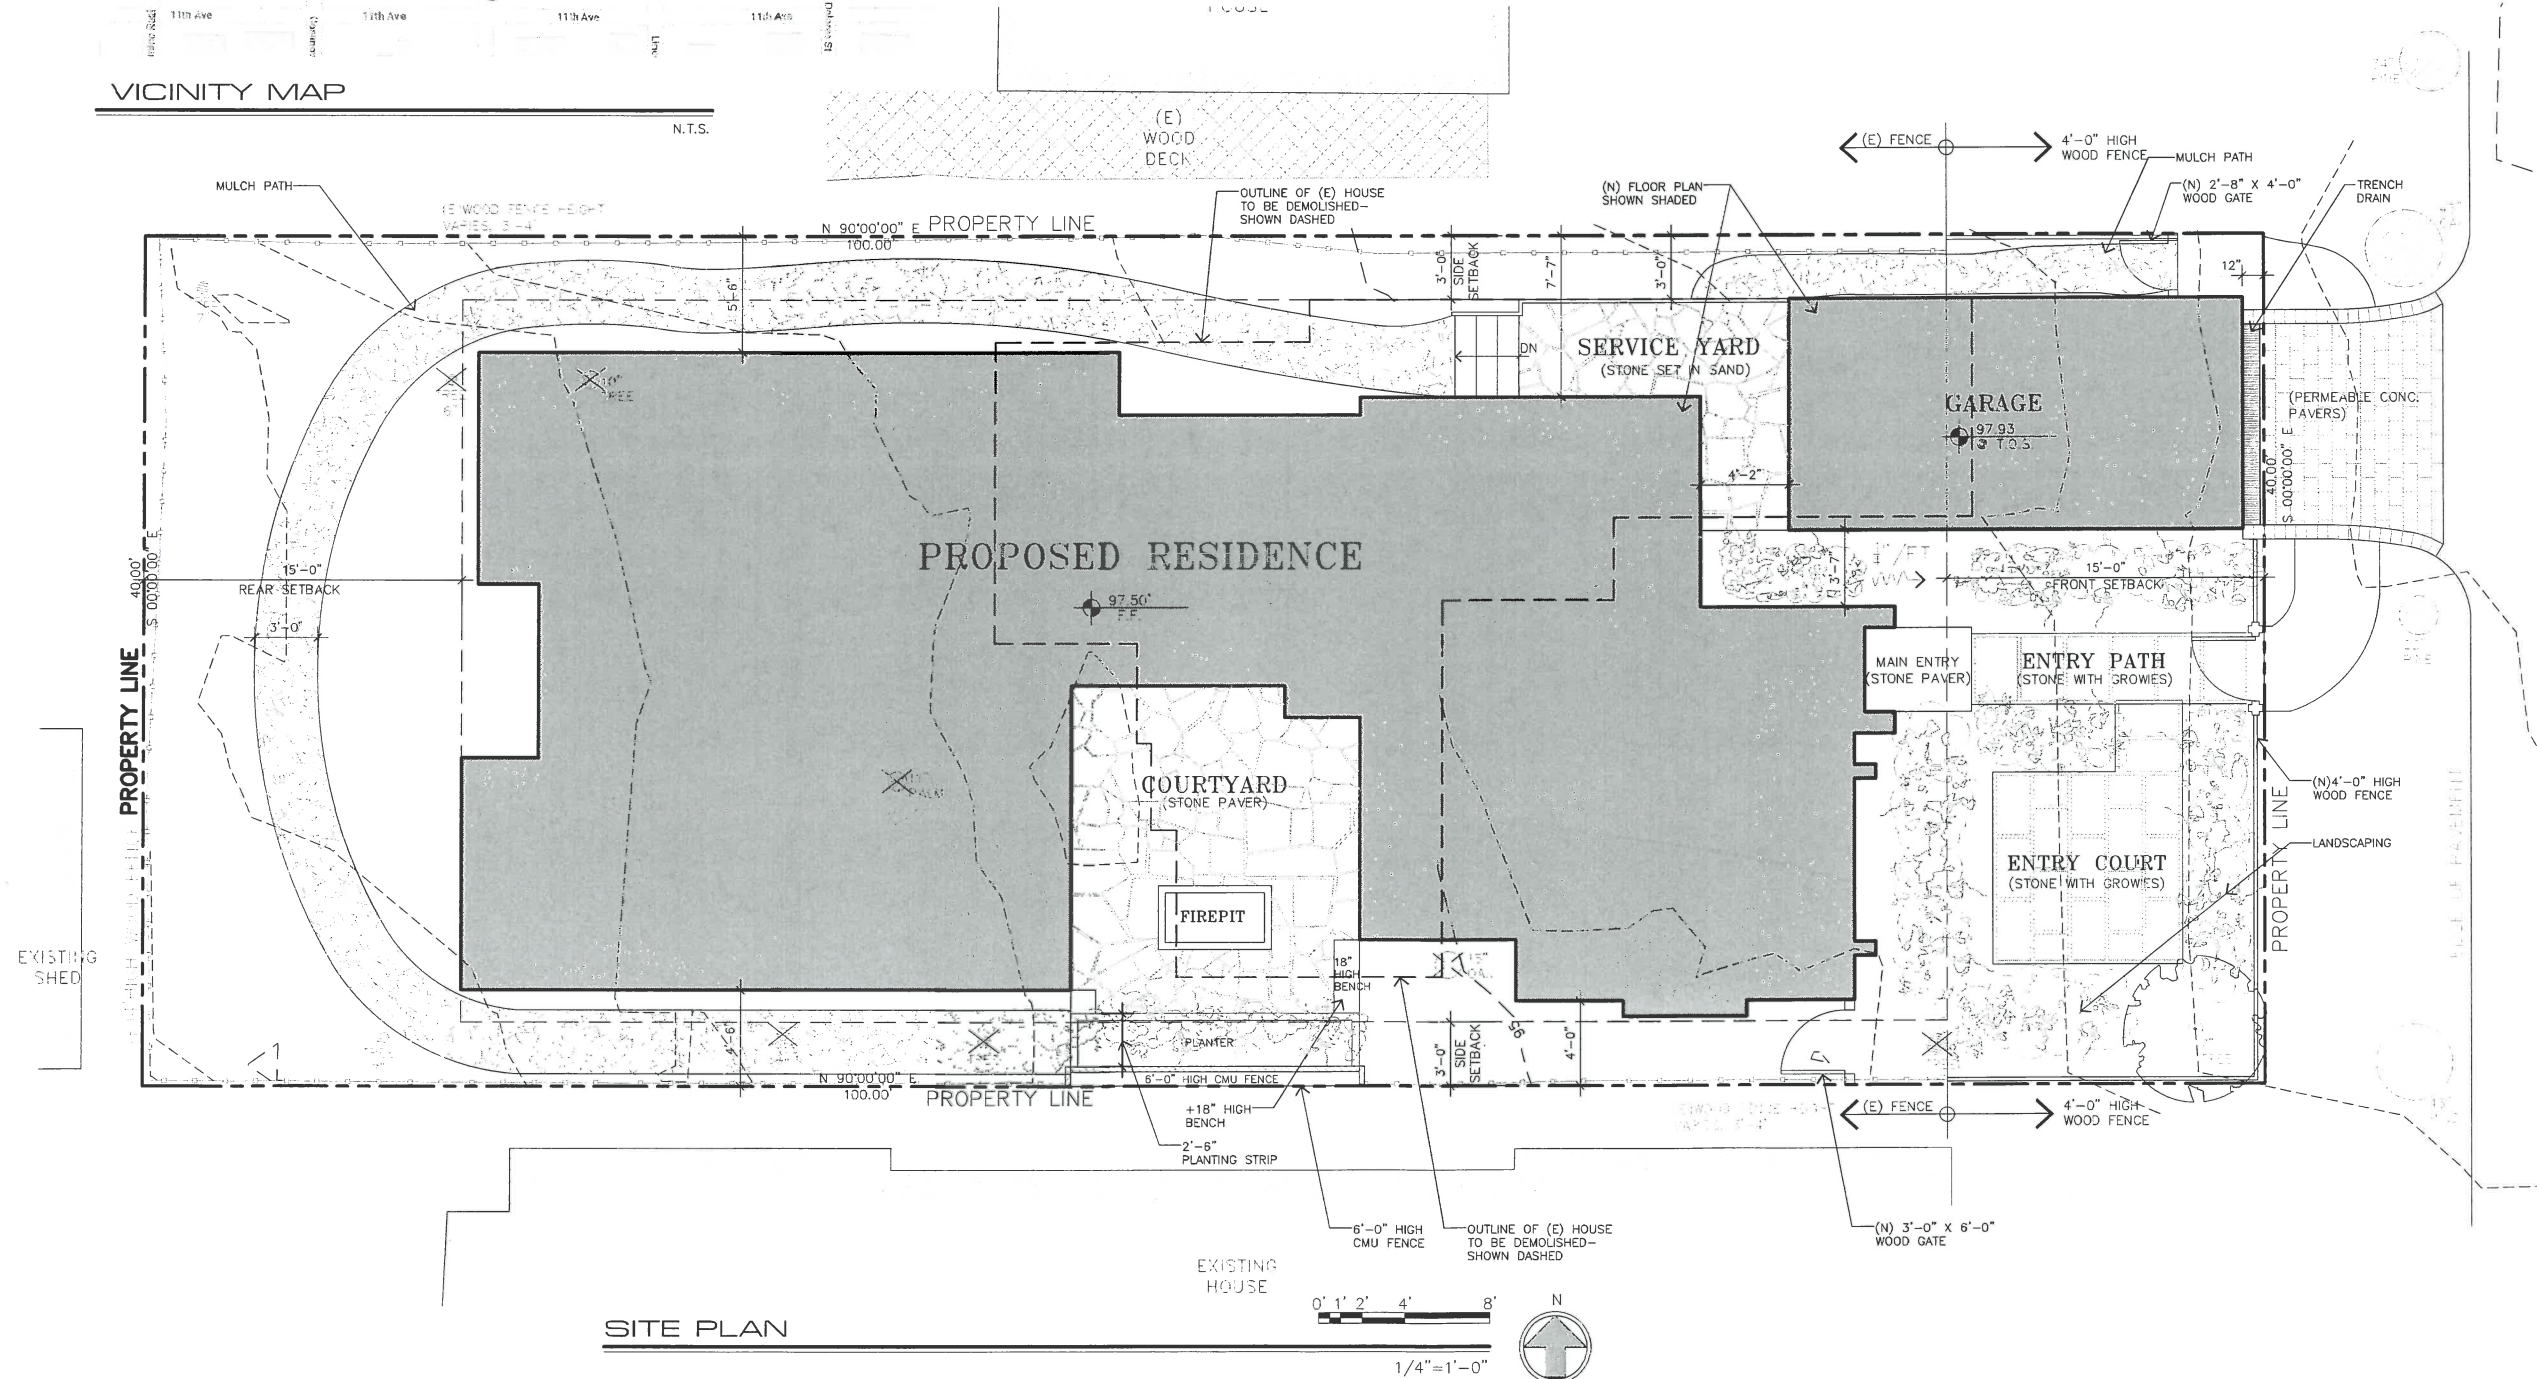 11th Ave
11th Ave
11th Ave
11th Ave
VICINITY MAP
N.T.S.
(E)
WOOD
DECK
(E) FENCE
4'-0" HIGH
WOOD FENCE
MULCH PATH
(N) 2'-8" X 4'-0"
WOOD GATE
TRENCH
DRAIN
MULCH PATH
(E) WOOD FENCE HEIGHT
VARIES, 3'-4'
OUTLINE OF (E) HOUSE
TO BE DEMOLISHED-
SHOWN DASHED
(N) FLOOR PLAN
SHOWN SHADED
N 90°00'00" E
PROPERTY LINE
100.00'
3'-0"
SIDE
SETBACK
7'-7"
3'-0"
12"
5'-6"
DN
SERVICE YARD
(STONE SET IN SAND)
GARAGE
97.93
@ T.O.S.
(PERMEABLE CONC.
PAVERS)
40.00'
S 00°00'00" E
4'-2"
PROPOSED RESIDENCE
97.50'
F.F.
3'-7"
15'-0"
FRONT SETBACK
40.00'
S 00°00'00" E
15'-0"
REAR SETBACK
3'-0"
PROPERTY LINE
MAIN ENTRY
(STONE PAVER)
ENTRY PATH
(STONE WITH GROWIES)
COURTYARD
(STONE PAVER)
(N)4'-0" HIGH
WOOD FENCE
PROPERTY LINE
LANDSCAPING
ENTRY COURT
(STONE WITH GROWIES)
FIREPIT
EXISTING
SHED
18"
HIGH
BENCH
95
PLANTER
4'-6"
3'-0"
SIDE
SETBACK
4'-0"
6'-0" HIGH CMU FENCE
N 90°00'00" E
100.00'
PROPERTY LINE
+18" HIGH
BENCH
2'-6"
PLANTING STRIP
(E) FENCE
4'-0" HIGH
WOOD FENCE
6'-0" HIGH
CMU FENCE
OUTLINE OF (E) HOUSE
TO BE DEMOLISHED-
SHOWN DASHED
(N) 3'-0" X 6'-0"
WOOD GATE
EXISTING
HOUSE
SITE PLAN
0' 1' 2' 4' 8'
N
1/4"=1'-0"